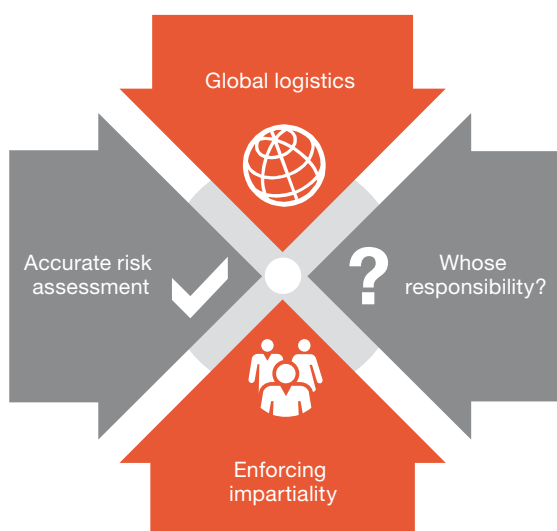 Global logistics
Accurate risk
assessment
?
Whose
responsibility?
Enforcing
impartiality